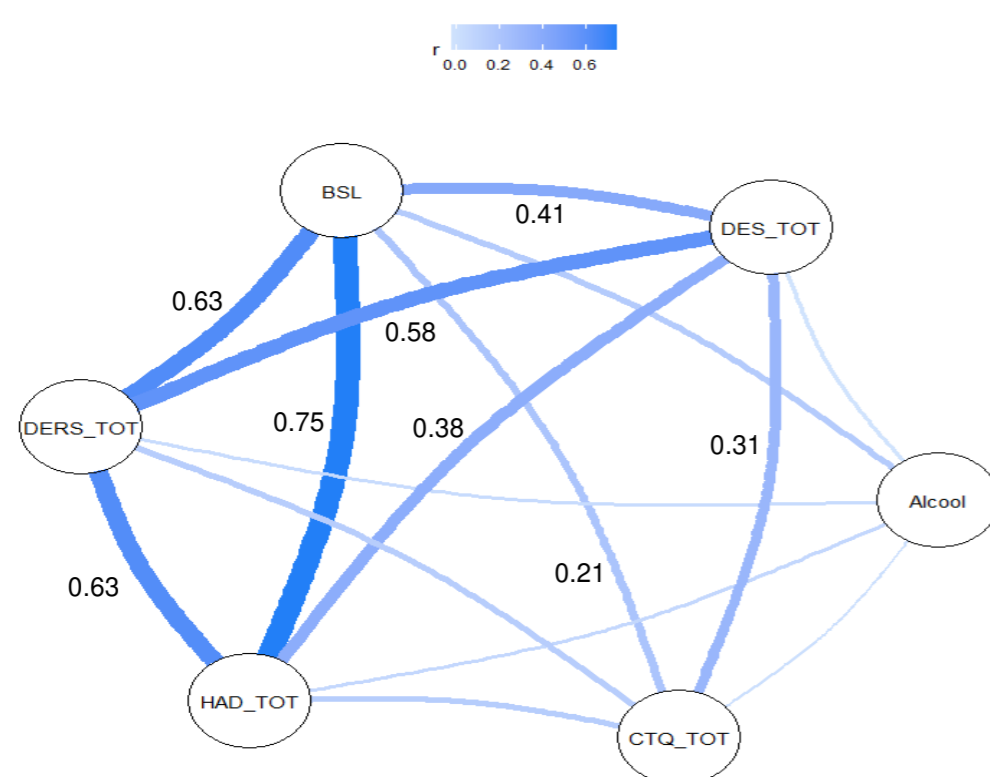 r
0.0 0.2 0.4 0.6
BSL
0.41
DES_TOT
0.63
0.58
DERS_TOT
0.75
0.38
0.31
Alcool
0.63
0.21
HAD_TOT
CTQ_TOT